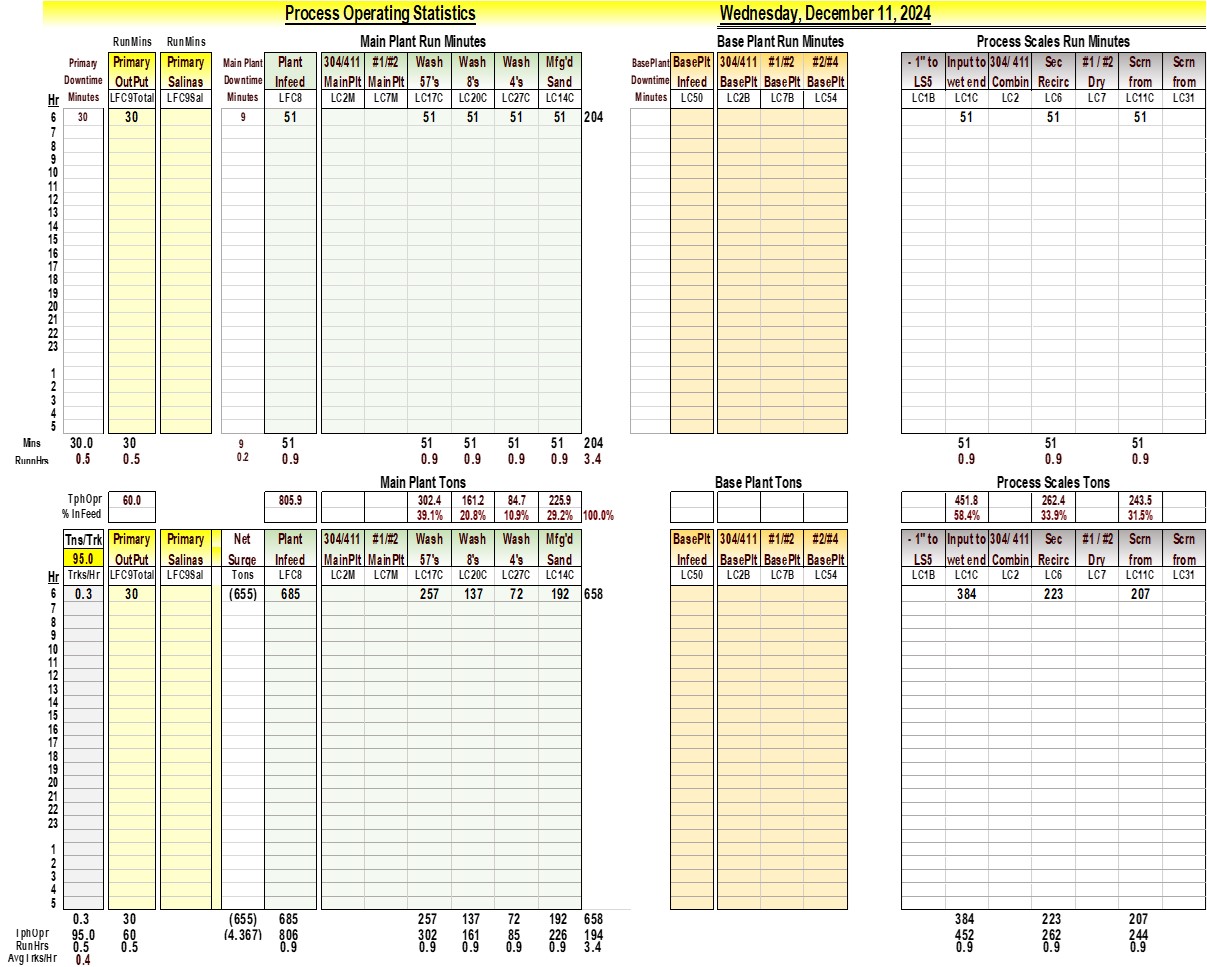 Process Operating Statistics Wednesday, December 11, 2024
RunMins RunMins Main Plant Run Minutes Base Plant Run Minutes Process Scales Run Minutes
Primary Primary Primary Main Plant Plant 304/411 #1/#2 Wash Wash Wash Mfg'd BasePlant BasePlt 304/411 #1/#2 #2/#4 - 1" to Input to 304/ 411 Sec #1 / #2 Scrn Scrn
Downtime OutPut Salinas Downtime Infeed MainPlt MainPlt 57's 8's 4's Sand Downtime Infeed BasePlt BasePlt BasePlt LS5 wet end Combin Recirc Dry from from
Hr Minutes LFC9Total LFC9Sal Minutes LFC8 LC2M LC7M LC17C LC20C LC27C LC14C Minutes LC50 LC2B LC7B LC54 LC1B LC1C LC2 LC6 LC7 LC11C LC31
6 30 30 9 51 51 51 51 51 204 51 51 51
7
8
9
10
11
12
13
14
15
16
17
18
19
20
21
22
23
1
2
3
4
5
Mins 30.0 30 9 51 51 51 51 51 204 51 51 51
RunnHrs 0.5 0.5 0.2 0.9 0.9 0.9 0.9 0.9 3.4 0.9 0.9 0.9
Main Plant Tons Base Plant Tons Process Scales Tons
TphOpr 60.0 805.9 302.4 161.2 84.7 225.9 451.8 262.4 243.5
% InFeed 39.1% 20.8% 10.9% 29.2% 100.0% 58.4% 33.9% 31.5%
Tns/Trk Primary Primary Net Plant 304/411 #1/#2 Wash Wash Wash Mfg'd BasePlt 304/411 #1/#2 #2/#4 - 1" to Input to 304/ 411 Sec #1 / #2 Scrn Scrn
95.0 OutPut Salinas Surge Infeed MainPlt MainPlt 57's 8's 4's Sand Infeed BasePlt BasePlt BasePlt LS5 wet end Combin Recirc Dry from from
Hr Trks/Hr LFC9Total LFC9Sal Tons LFC8 LC2M LC7M LC17C LC20C LC27C LC14C LC50 LC2B LC7B LC54 LC1B LC1C LC2 LC6 LC7 LC11C LC31
6 0.3 30 (655) 685 257 137 72 192 658 384 223 207
7
8
9
10
11
12
13
14
15
16
17
18
19
20
21
22
23
1
2
3
4
5
0.3 30 (655) 685 257 137 72 192 658 384 223 207
TphOpr 95.0 60 (4.367) 806 302 161 85 226 194 452 262 244
RunHrs 0.5 0.5 0.9 0.9 0.9 0.9 0.9 3.4 0.9 0.9 0.9
AvgTrks/Hr 0.4